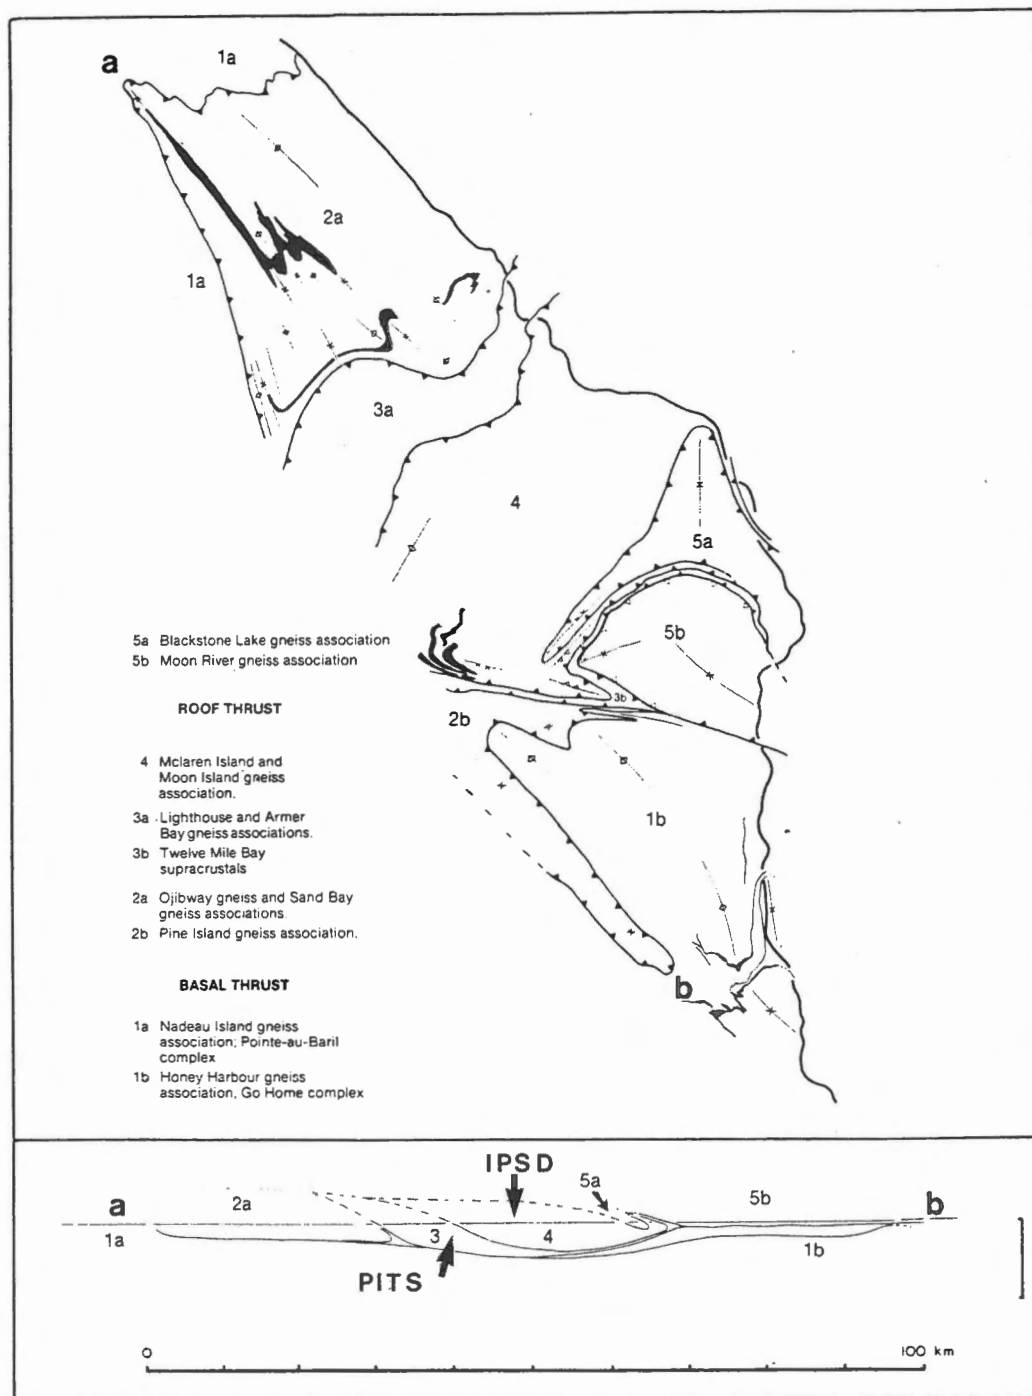 a
1a
2a
1a
3a
4
5a
5b
3b
2b
1b
b
5a Blackstone Lake gneiss association
5b Moon River gneiss association
ROOF THRUST
4 Mclaren Island and
Moon Island gneiss
association.
3a Lighthouse and Armer
Bay gneiss associations.
3b Twelve Mile Bay
supracrustals
2a Ojibway gneiss and Sand Bay
gneiss associations.
2b Pine Island gneiss association.
BASAL THRUST
1a Nadeau Island gneiss
association; Pointe-au-Baril
complex
1b Honey Harbour gneiss
association, Go Home complex
IPSD
5a
a
2a
5b
b
1a
3
4
1b
PITS
0
100 km